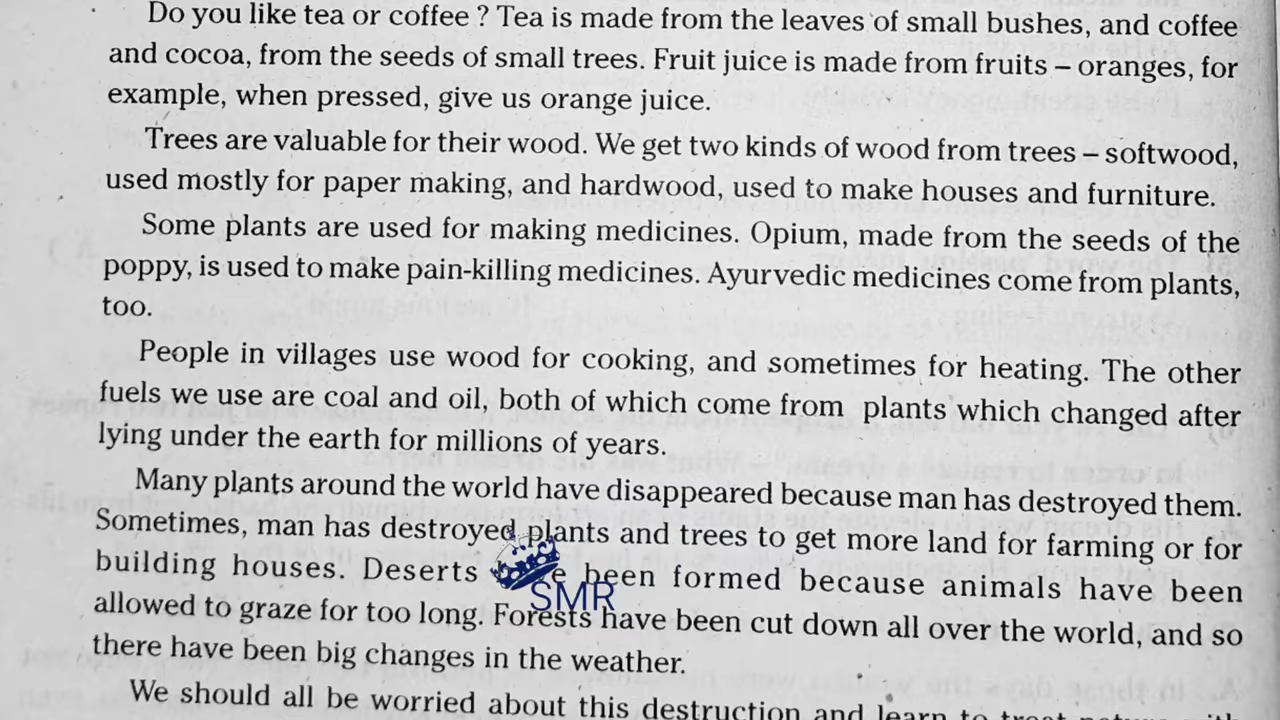 Do you like tea or coffee ? Tea is made from the leaves of small bushes, and coffee
and cocoa, from the seeds of small trees. Fruit juice is made from fruits – oranges, for
example, when pressed, give us orange juice.
Trees are valuable for their wood. We get two kinds of wood from trees – softwood,
used mostly for paper making, and hardwood, used to make houses and furniture.
Some plants are used for making medicines. Opium, made from the seeds of the
poppy, is used to make pain-killing medicines. Ayurvedic medicines come from plants,
too.
People in villages use wood for cooking, and sometimes for heating. The other
fuels we use are coal and oil, both of which come from plants which changed after
lying under the earth for millions of years.
Many plants around the world have disappeared because man has destroyed them.
Sometimes, man has destroyed plants and trees to get more land for farming or for
building houses. Deserts been formed because animals have been
SMR
allowed to graze for too long. Forests have been cut down all over the world, and so
there have been big changes in the weather.
We should all be worried about this destruction and learn to treat nature with